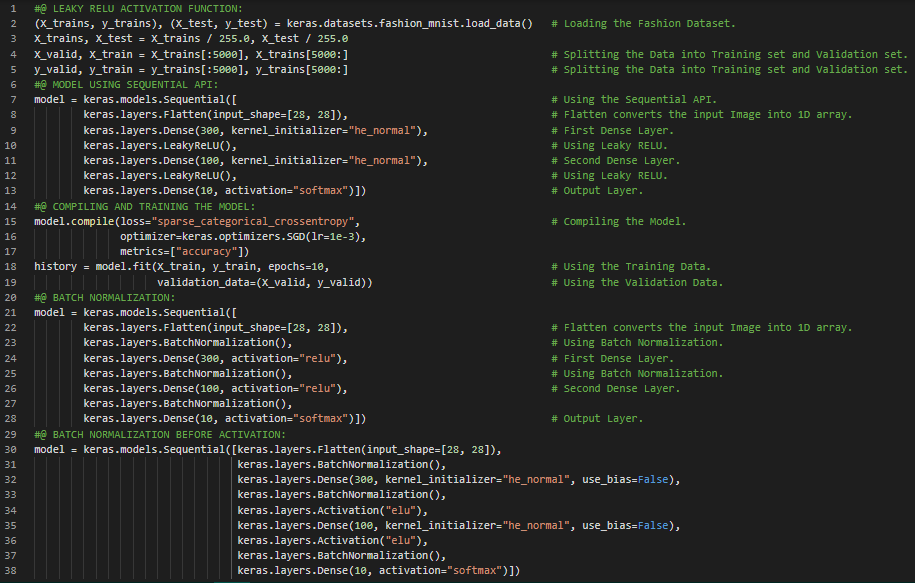 1 #@ LEAKY RELU ACTIVATION FUNCTION:
2 (X_trains, y_trains), (X_test, y_test) = keras.datasets.fashion_mnist.load_data() # Loading the Fashion Dataset.
3 X_trains, X_test = X_trains / 255.0, X_test / 255.0
4 X_valid, X_train = X_trains[:5000], X_trains[5000:] # Splitting the Data into Training set and Validation set.
5 y_valid, y_train = y_trains[:5000], y_trains[5000:] # Splitting the Data into Training set and Validation set.
6 #@ MODEL USING SEQUENTIAL API:
7 model = keras.models.Sequential([ # Using the Sequential API.
8 keras.layers.Flatten(input_shape=[28, 28]), # Flatten converts the input Image into 1D array.
9 keras.layers.Dense(300, kernel_initializer="he_normal"), # First Dense Layer.
10 keras.layers.LeakyReLU(), # Using Leaky RELU.
11 keras.layers.Dense(100, kernel_initializer="he_normal"), # Second Dense Layer.
12 keras.layers.LeakyReLU(), # Using Leaky RELU.
13 keras.layers.Dense(10, activation="softmax")]) # Output Layer.
14 #@ COMPILING AND TRAINING THE MODEL:
15 model.compile(loss="sparse_categorical_crossentropy", # Compiling the Model.
16 optimizer=keras.optimizers.SGD(lr=1e-3),
17 metrics=["accuracy"])
18 history = model.fit(X_train, y_train, epochs=10, # Using the Training Data.
19 validation_data=(X_valid, y_valid)) # Using the Validation Data.
20 #@ BATCH NORMALIZATION:
21 model = keras.models.Sequential([
22 keras.layers.Flatten(input_shape=[28, 28]), # Flatten converts the input Image into 1D array.
23 keras.layers.BatchNormalization(), # Using Batch Normalization.
24 keras.layers.Dense(300, activation="relu"), # First Dense Layer.
25 keras.layers.BatchNormalization(), # Using Batch Normalization.
26 keras.layers.Dense(100, activation="relu"), # Second Dense Layer.
27 keras.layers.BatchNormalization(),
28 keras.layers.Dense(10, activation="softmax")]) # Output Layer.
29 #@ BATCH NORMALIZATION BEFORE ACTIVATION:
30 model = keras.models.Sequential([keras.layers.Flatten(input_shape=[28, 28]),
31 keras.layers.BatchNormalization(),
32 keras.layers.Dense(300, kernel_initializer="he_normal", use_bias=False),
33 keras.layers.BatchNormalization(),
34 keras.layers.Activation("elu"),
35 keras.layers.Dense(100, kernel_initializer="he_normal", use_bias=False),
36 keras.layers.Activation("elu"),
37 keras.layers.BatchNormalization(),
38 keras.layers.Dense(10, activation="softmax")])